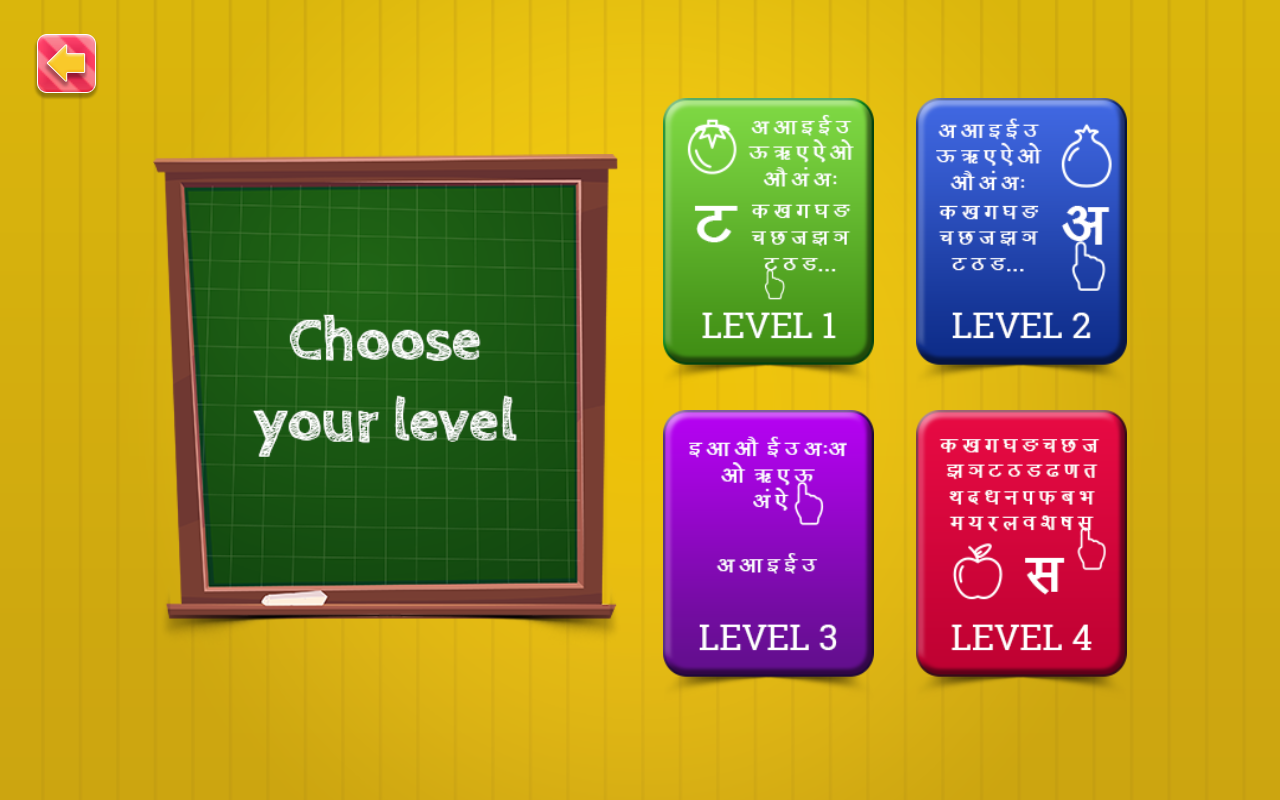 Choose
your level
अ आ इ ई उ
ऊ ऋ ए ऐ ओ
औ अं अः
ट
क ख ग घ ङ
च छ ज झ ञ
ट ठ ड...
LEVEL 1
अ आ इ ई उ
ऊ ऋ ए ऐ ओ
औ अं अः
क ख ग घ ङ
च छ ज झ ञ
ट ठ ड...
अ
LEVEL 2
इ आ औ ई उ अः अ
ओ ऋ ए ऊ
अं ऐ
अ आ इ ई उ
LEVEL 3
क ख ग घ ङ च छ ज
झ ञ ट ठ ड ढ ण त
थ द ध न प फ ब भ
म य र् ल व श ष स
स
LEVEL 4